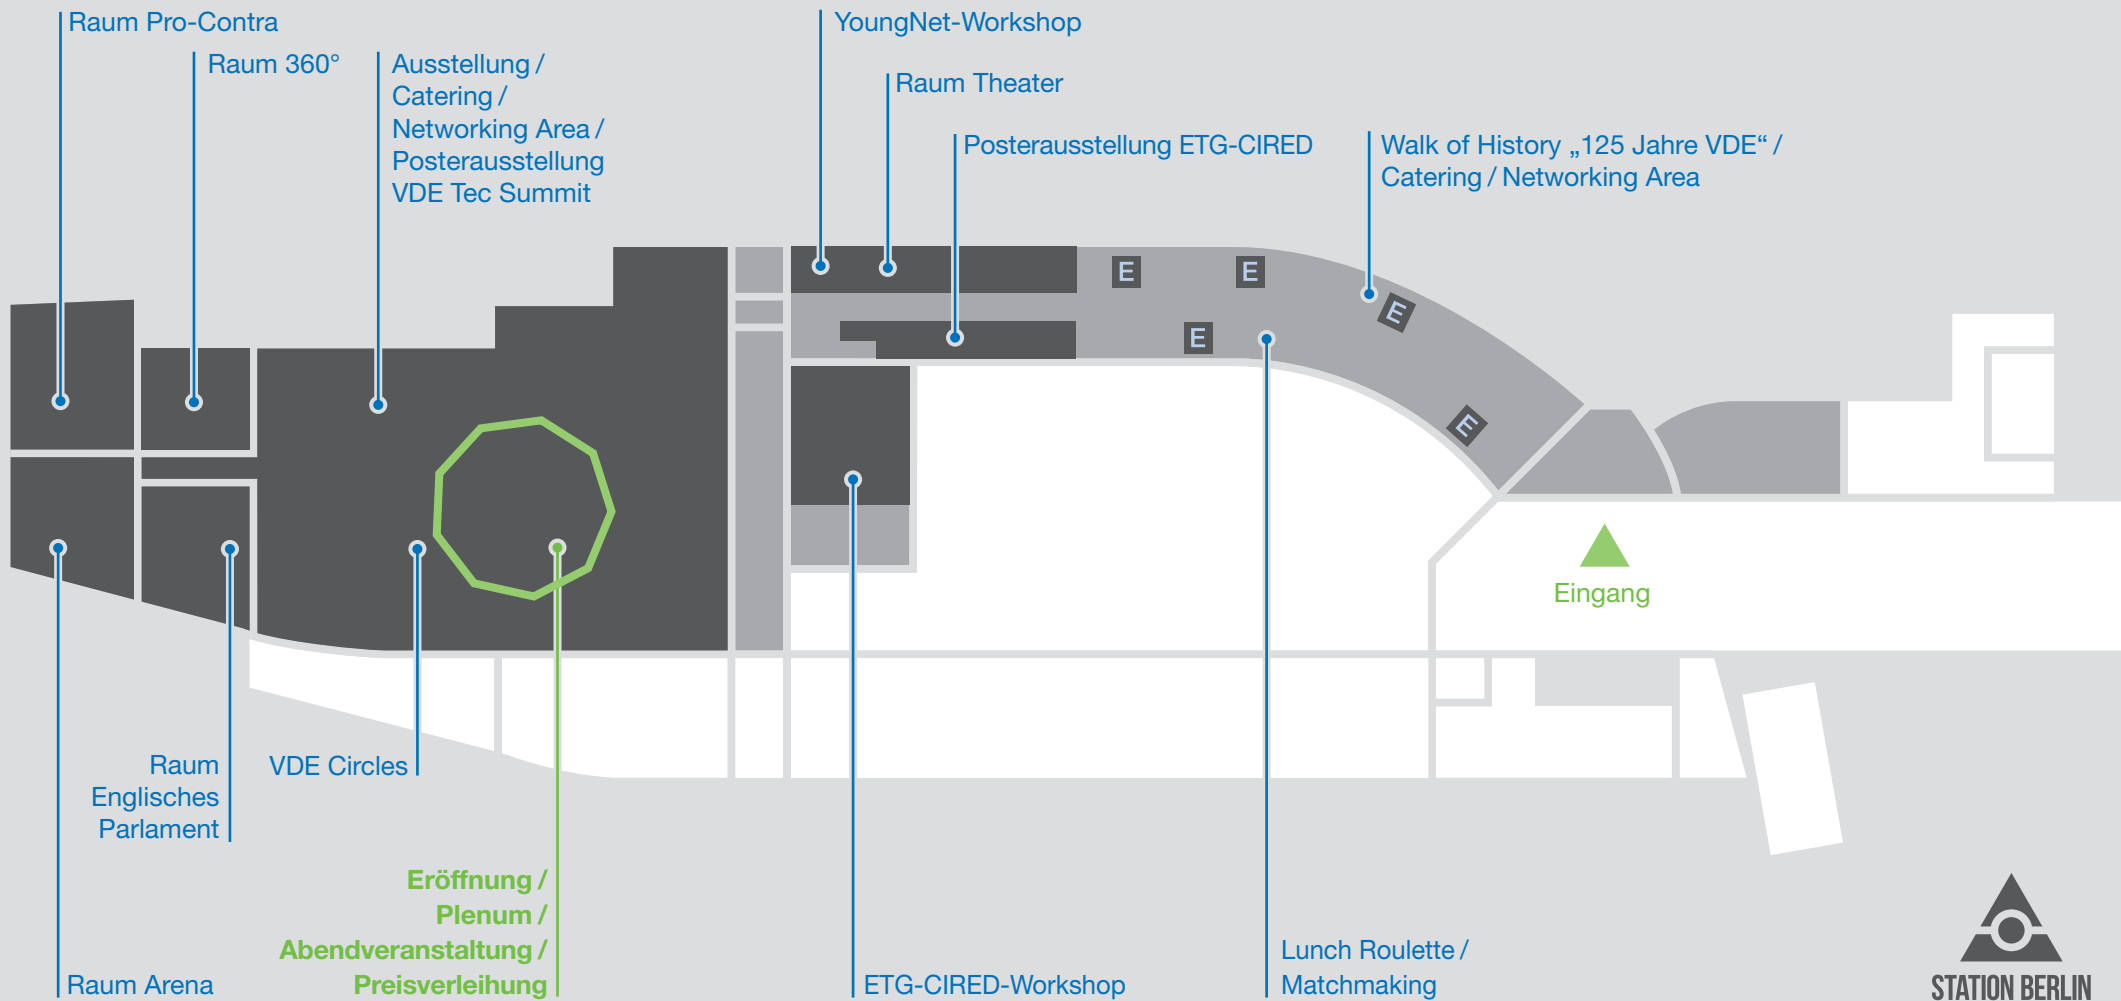 Raum Pro-Contra
Raum 360°
Ausstellung /
Catering /
Networking Area /
Posterausstellung
VDE Tec Summit
YoungNet-Workshop
Raum Theater
Posterausstellung ETG-CIRED
Walk of History „125 Jahre VDE“ /
Catering / Networking Area
E
E
E
E
E
Eingang
Raum
Englisches
Parlament
VDE Circles
Eröffnung /
Plenum /
Abendveranstaltung /
Preisverleihung
Raum Arena
ETG-CIRED-Workshop
Lunch Roulette /
Matchmaking
STATION BERLIN